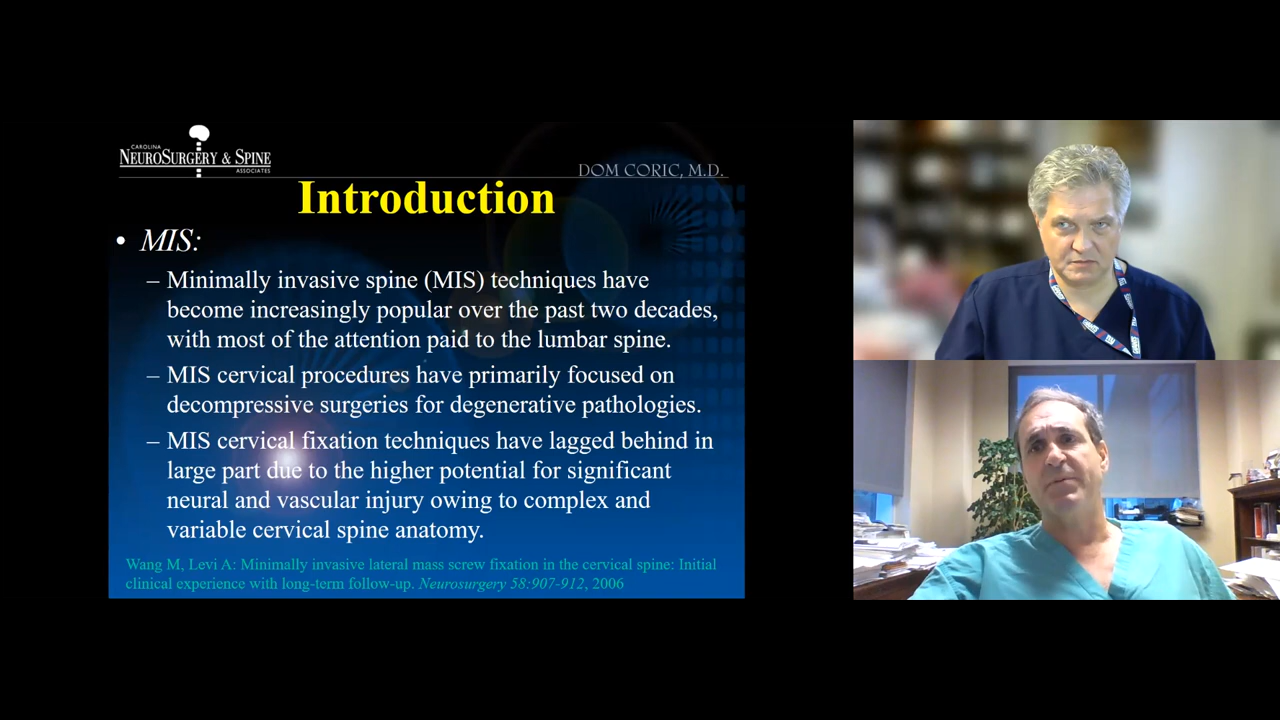 CAROLINA
NEUROSURGERY & SPINE
ASSOCIATES
DOM CORIC, M.D.
Introduction
• MIS:
– Minimally invasive spine (MIS) techniques have
become increasingly popular over the past two decades,
with most of the attention paid to the lumbar spine.
– MIS cervical procedures have primarily focused on
decompressive surgeries for degenerative pathologies.
– MIS cervical fixation techniques have lagged behind in
large part due to the higher potential for significant
neural and vascular injury owing to complex and
variable cervical spine anatomy.
Wang M, Levi A: Minimally invasive lateral mass screw fixation in the cervical spine: Initial
clinical experience with long-term follow-up. Neurosurgery 58:907-912, 2006